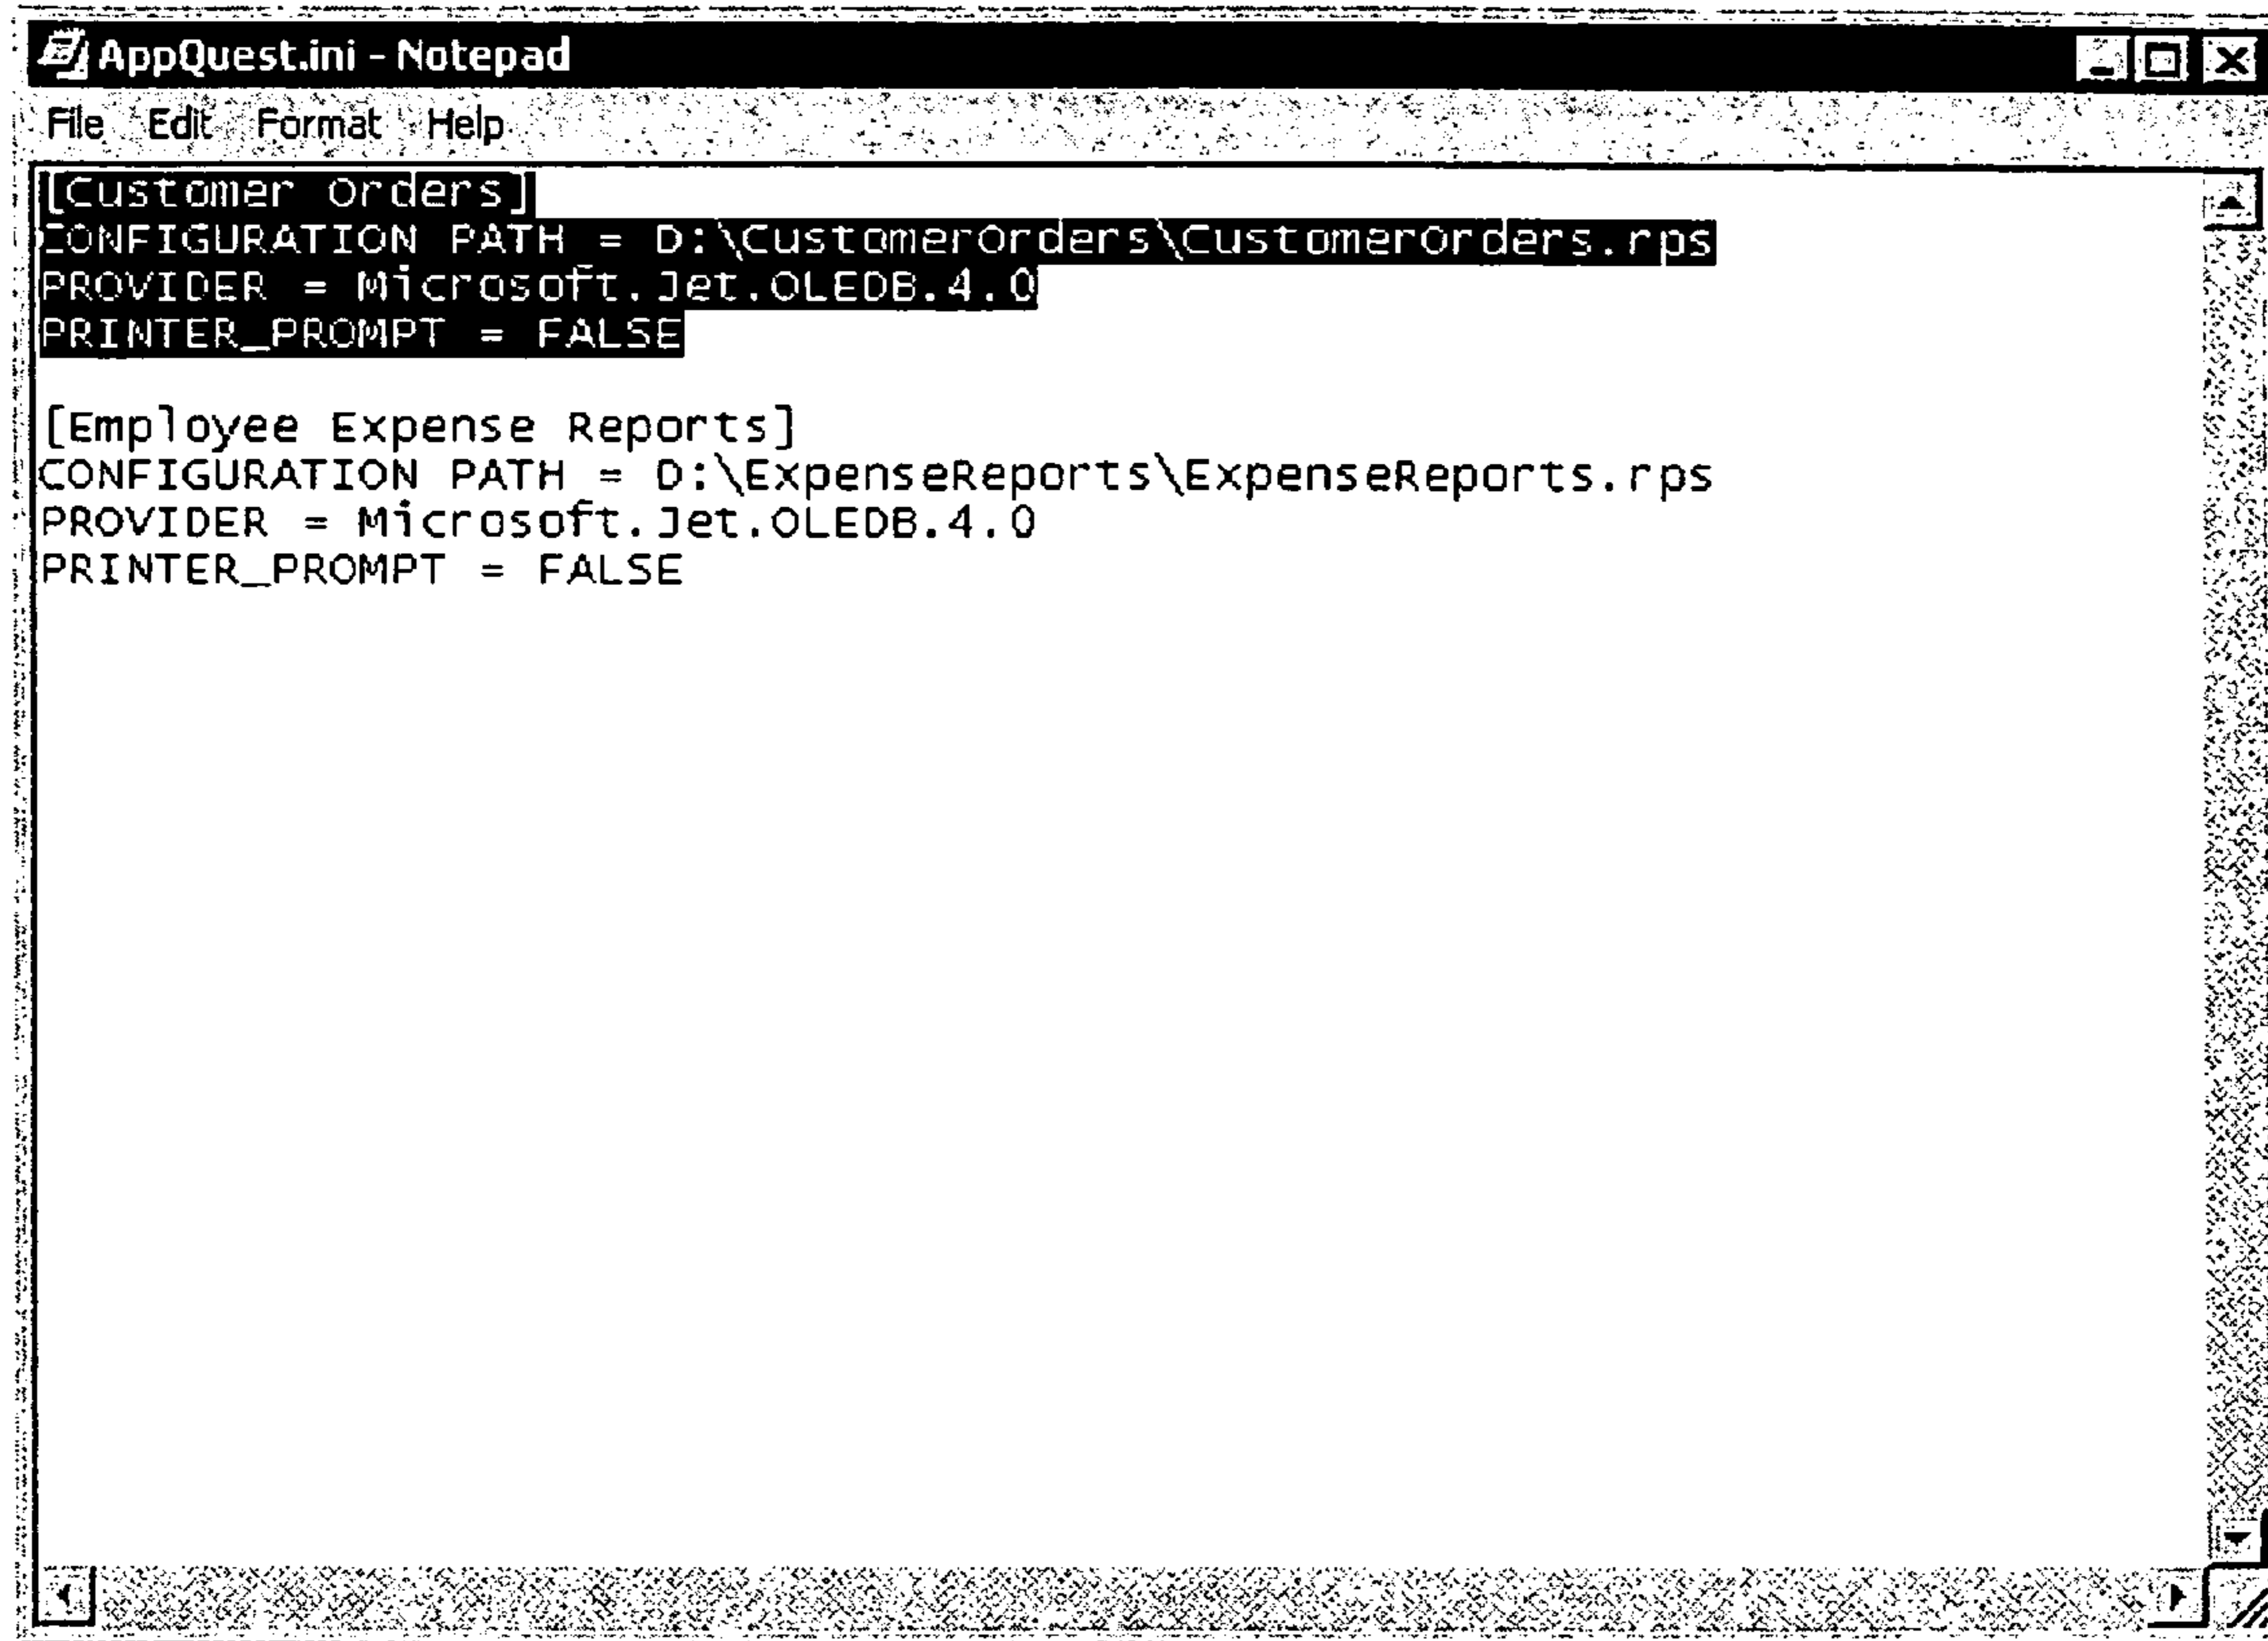 AppQuest.ini - Notepad
File Edit Format Help
[Customer Orders]
CONFIGURATION PATH = D:\CustomerOrders\CustomerOrders.rps
PROVIDER = Microsoft.Jet.OLEDB.4.0
PRINTER_PROMPT = FALSE
[Employee Expense Reports]
CONFIGURATION PATH = D:\ExpenseReports\ExpenseReports.rps
PROVIDER = Microsoft.Jet.OLEDB.4.0
PRINTER_PROMPT = FALSE